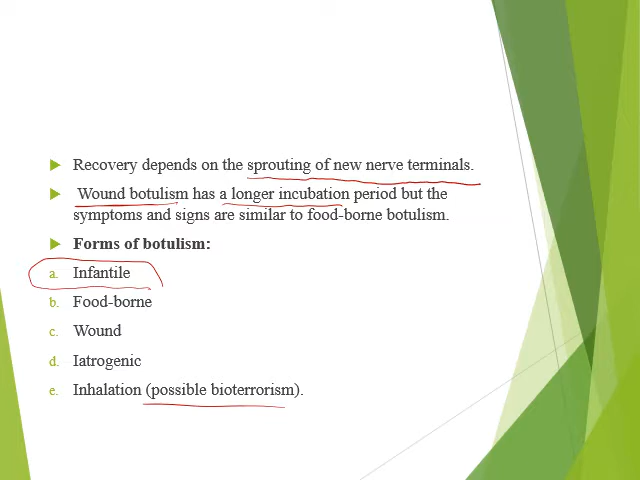 Recovery depends on the sprouting of new nerve terminals.
Wound botulism has a longer incubation period but the
symptoms and signs are similar to food-borne botulism.
Forms of botulism:
a. Infantile
b. Food-borne
c. Wound
d. Iatrogenic
e. Inhalation (possible bioterrorism).